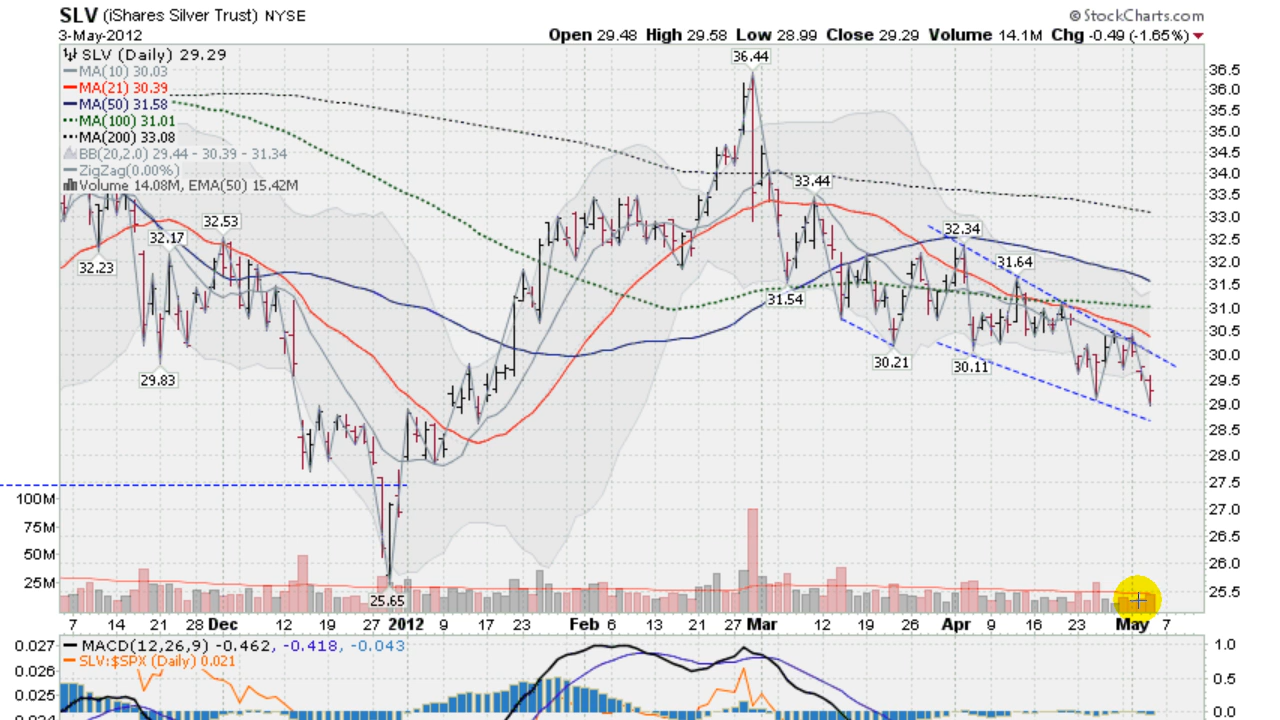 SLV (iShares Silver Trust) NYSE
© StockCharts.com
3-May-2012
Open 29.48 High 29.58 Low 28.99 Close 29.29 Volume 14.1M Chg -0.49 (-1.65%)
SLV (Daily) 29.29
MA(10) 30.03
MA(21) 30.39
MA(50) 31.58
MA(100) 31.01
MA(200) 33.08
BB(20,2.0) 29.44 - 30.39 - 31.34
ZigZag(0.00%)
Volume 14.08M, EMA(50) 15.42M
36.44
33.44
32.53
32.17
32.34
32.23
31.64
31.54
30.21
30.11
29.83
25.65
36.5
36.0
35.5
35.0
34.5
34.0
33.5
33.0
32.5
32.0
31.5
31.0
30.5
30.0
29.5
29.0
28.5
28.0
27.5
27.0
26.5
26.0
25.5
100M
75M
50M
25M
7 14 21 28 Dec 12 19 27 2012 9 17 23 Feb 6 13 21 27 Mar 12 19 26 Apr 9 16 23 May 7
MACD(12,26,9) -0.462, -0.418, -0.043
SLV:$SPX (Daily) 0.021
0.027
0.026
0.025
0.024
1.0
0.5
0.0